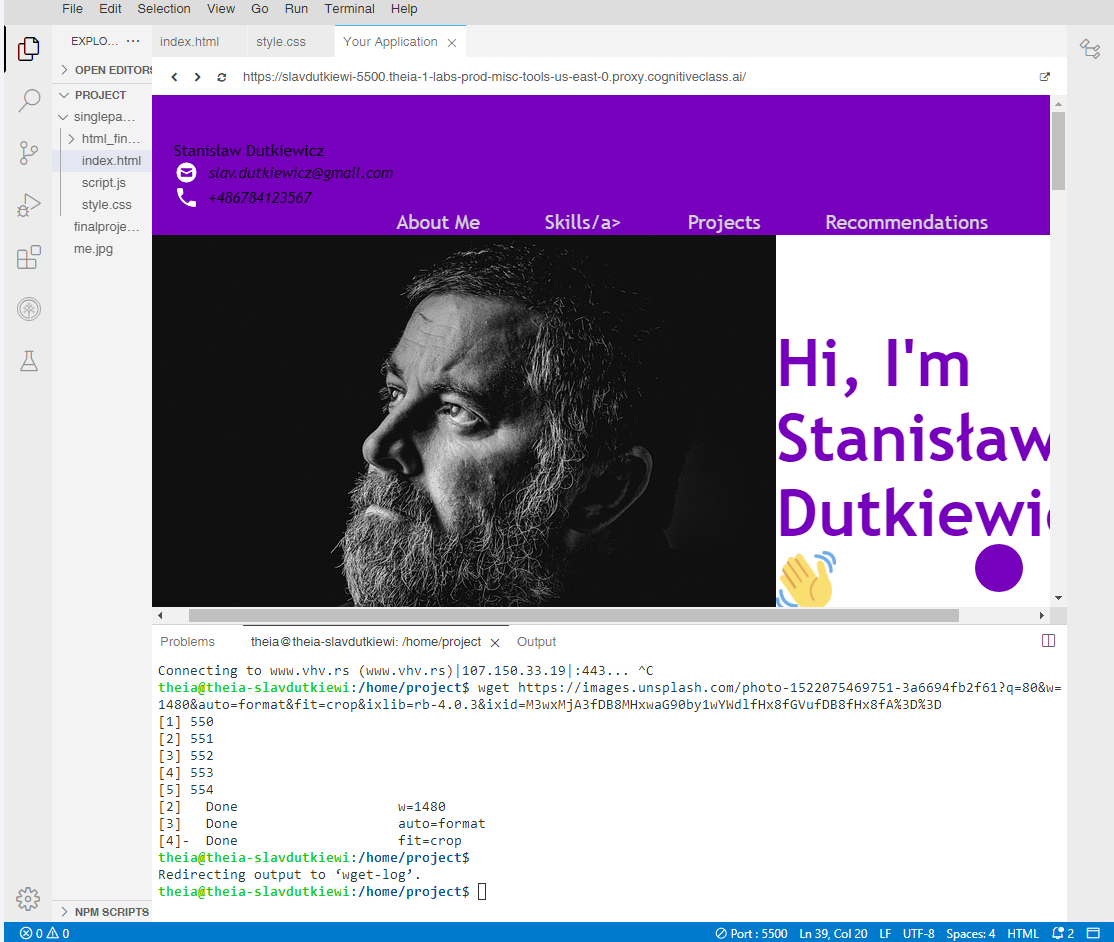 File Edit Selection View Go Run Terminal Help
EXPLO... ···
index.html style.css Your Application
OPEN EDITORS
https://slavdutkiewi-5500.theia-1-labs-prod-misc-tools-us-east-0.proxy.cognitiveclass.ai/
PROJECT
singlepa...
html_fin...
index.html
script.js
style.css
finalproje...
me.jpg
NPM SCRIPTS
Stanisław Dutkiewicz
slav.dutkiewicz@gmail.com
+486784123567
About Me Skills/a> Projects Recommendations
Hi, I'm
Stanisław
Dutkiewi
Problems theia@theia-slavdutkiewi: /home/project Output
Connecting to www.vhv.rs (www.vhv.rs)|107.150.33.19|:443... ^C
theia@theia-slavdutkiewi:/home/project$ wget https://images.unsplash.com/photo-1522075469751-3a6694fb2f61?q=80&w=
1480&auto=format&fit=crop&ixlib=rb-4.0.3&ixid=M3wxMjA3fDB8MHxwaG90by1wYWdlfHx8fGVufDB8fHx8fA%3D%3D
[1] 550
[2] 551
[3] 552
[4] 553
[5] 554
[2] Done w=1480
[3] Done auto=format
[4]- Done fit=crop
theia@theia-slavdutkiewi:/home/project$
Redirecting output to ‘wget-log’.
theia@theia-slavdutkiewi:/home/project$
0 0 Port : 5500 Ln 39, Col 20 LF UTF-8 Spaces: 4 HTML 2